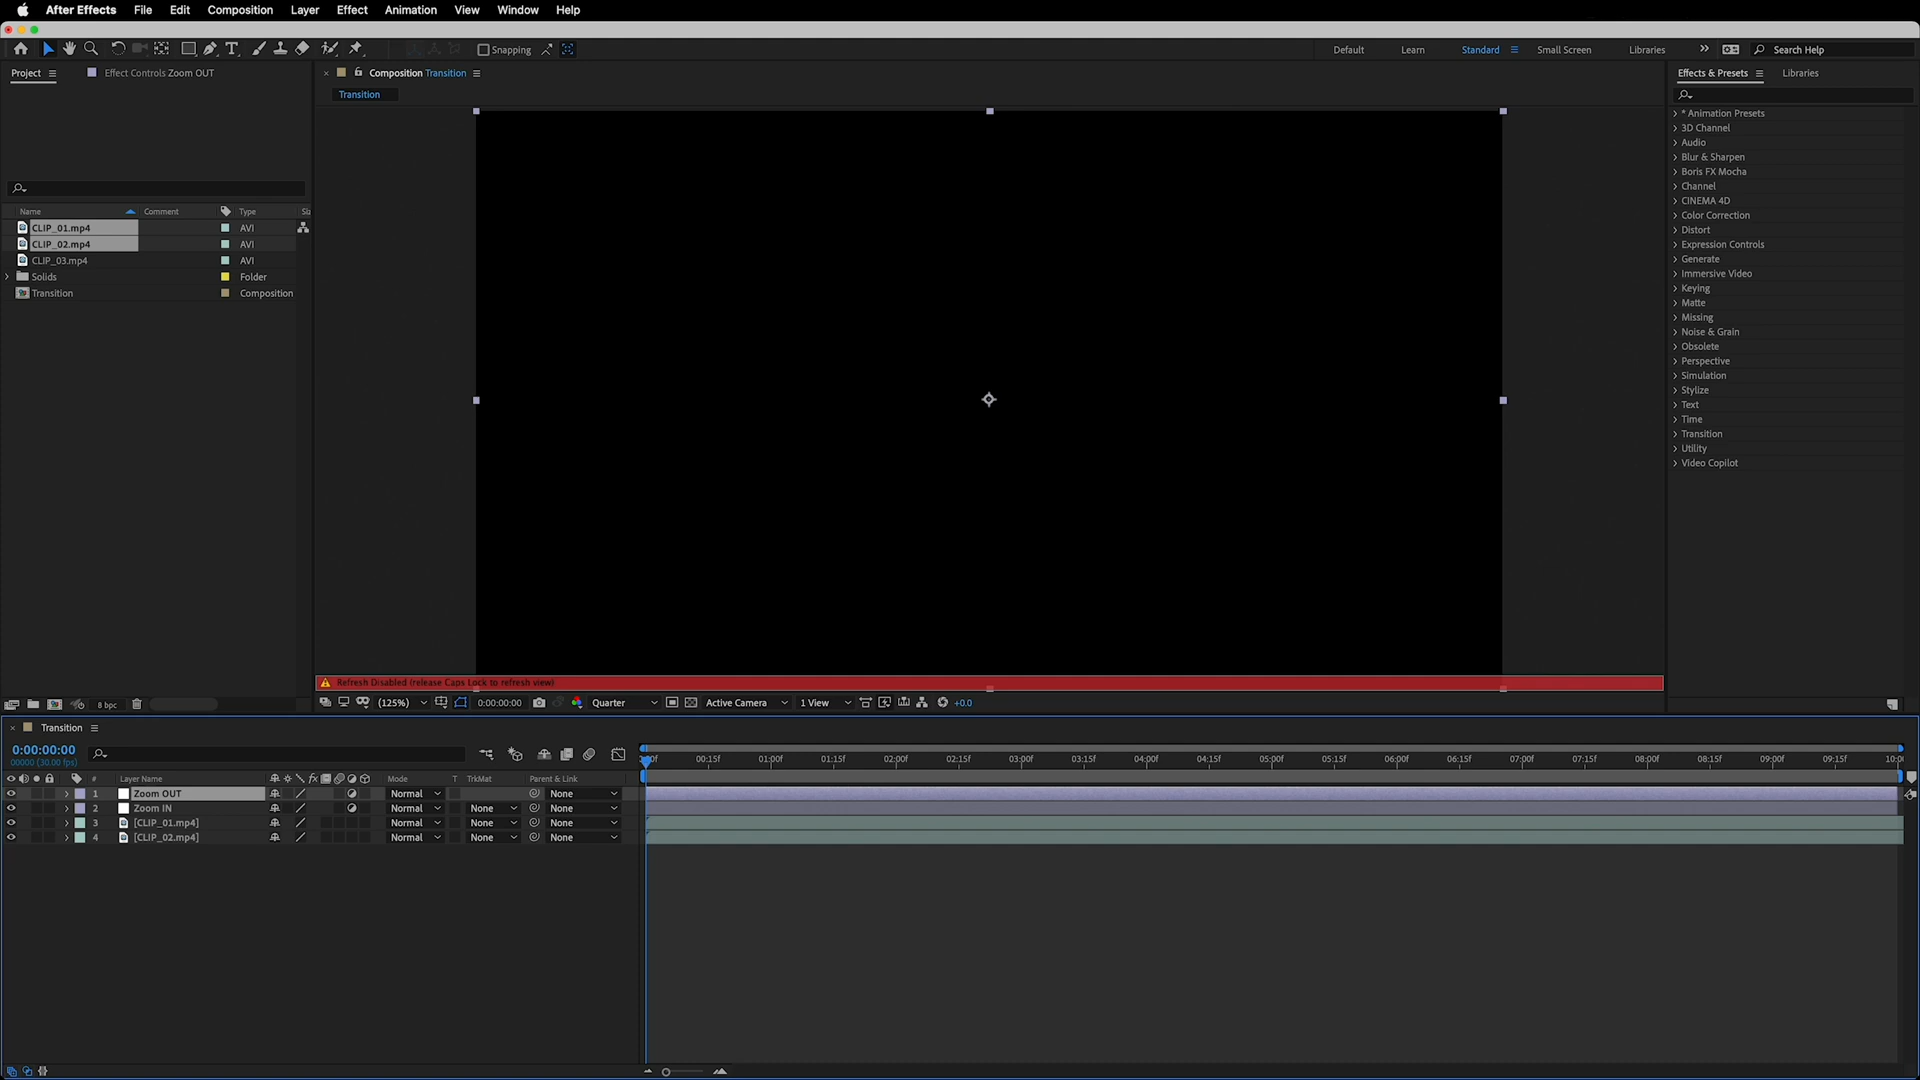 After Effects File Edit Composition Layer Effect Animation View Window Help
Snapping Default Learn Standard Small Screen Libraries Search Help
Project Effect Controls Zoom OUT Composition Transition Effects & Presets Libraries
Transition
* Animation Presets
3D Channel
Audio
Blur & Sharpen
Boris FX Mocha
Channel
CINEMA 4D
Color Correction
Distort
Expression Controls
Generate
Immersive Video
Keying
Matte
Missing
Noise & Grain
Obsolete
Perspective
Simulation
Stylize
Text
Time
Transition
Utility
Video Copilot
Name Comment Type Siz
CLIP_01.mp4 AVI
CLIP_02.mp4 AVI
CLIP_03.mp4 AVI
Solids Folder
Transition Composition
Refresh Disabled (release Caps Lock to refresh view)
8 bpc (125%) 0:00:00:00 Quarter Active Camera 1 View +0.0
Transition
0:00:00:00
00000 (30.00 fps)
:00f 00:15f 01:00f 01:15f 02:00f 02:15f 03:00f 03:15f 04:00f 04:15f 05:00f 05:15f 06:00f 06:15f 07:00f 07:15f 08:00f 08:15f 09:00f 09:15f 10:00
# Layer Name fx Mode T TrkMat Parent & Link
1 Zoom OUT Normal None
2 Zoom IN Normal None None
3 [CLIP_01.mp4] Normal None None
4 [CLIP_02.mp4] Normal None None